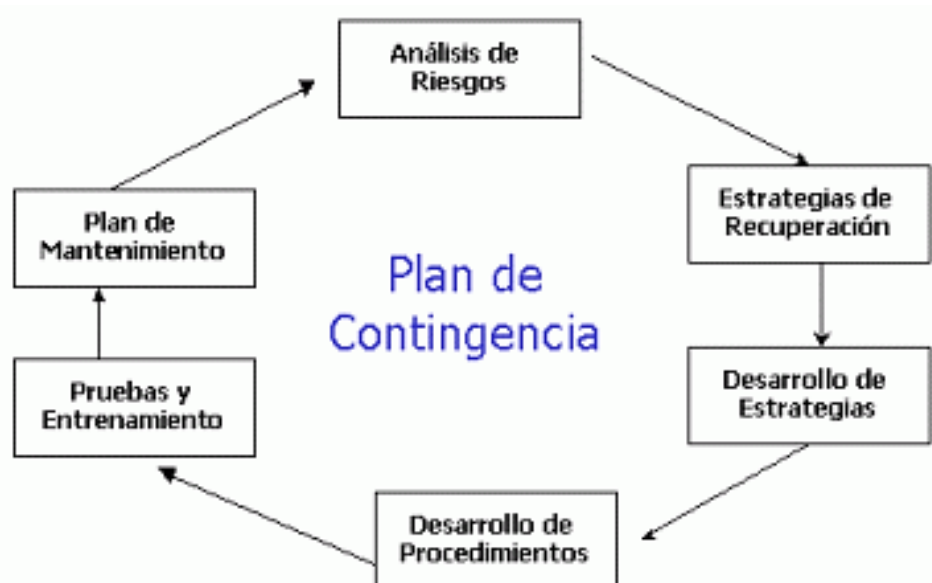 Análisis de
Riesgos
Estrategias de
Recuperación
Desarrollo de
Estrategias
Desarrollo de
Procedimientos
Pruebas y
Entrenamiento
Plan de
Mantenimiento
Plan de
Contingencia